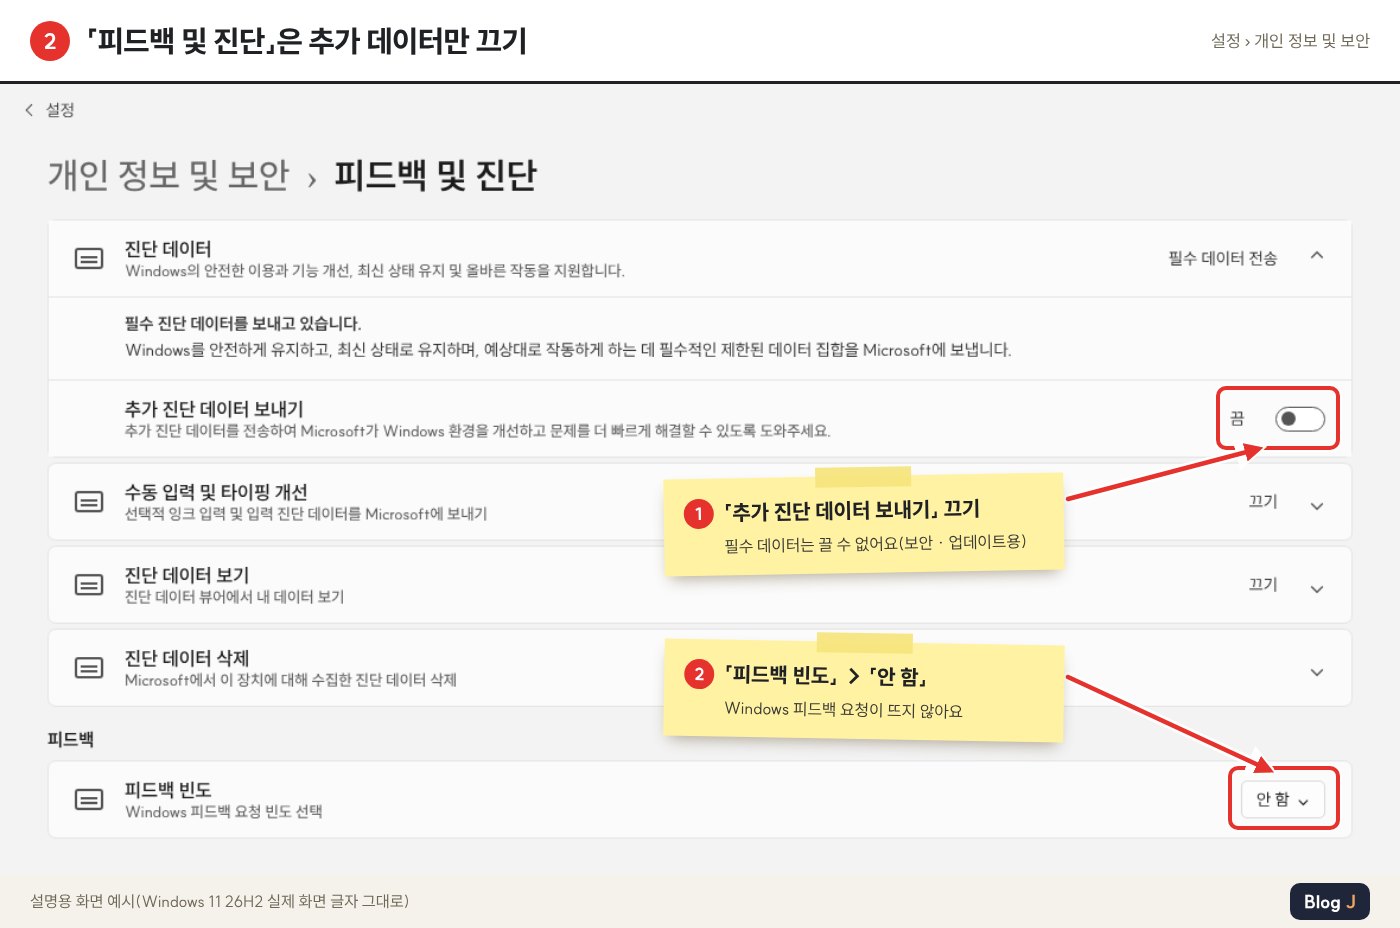 2 「피드백 및 진단」은 추가 데이터만 끄기
설정 › 개인 정보 및 보안
설정
개인 정보 및 보안 › 피드백 및 진단
진단 데이터
Windows의 안전한 이용과 기능 개선, 최신 상태 유지 및 올바른 작동을 지원합니다.
필수 데이터 전송
필수 진단 데이터를 보내고 있습니다.
Windows를 안전하게 유지하고, 최신 상태로 유지하며, 예상대로 작동하게 하는 데 필수적인 제한된 데이터 집합을 Microsoft에 보냅니다.
추가 진단 데이터 보내기
추가 진단 데이터를 전송하여 Microsoft가 Windows 환경을 개선하고 문제를 더 빠르게 해결할 수 있도록 도와주세요.
끔
수동 입력 및 타이핑 개선
선택적 잉크 입력 및 입력 진단 데이터를 Microsoft에 보내기
끄기
1 「추가 진단 데이터 보내기」 끄기
필수 데이터는 끌 수 없어요(보안 · 업데이트용)
진단 데이터 보기
진단 데이터 뷰어에서 내 데이터 보기
끄기
진단 데이터 삭제
Microsoft에서 이 장치에 대해 수집한 진단 데이터 삭제
2 「피드백 빈도」 > 「안 함」
Windows 피드백 요청이 뜨지 않아요
피드백
피드백 빈도
Windows 피드백 요청 빈도 선택
안 함
설명용 화면 예시(Windows 11 26H2 실제 화면 글자 그대로)
Blog J